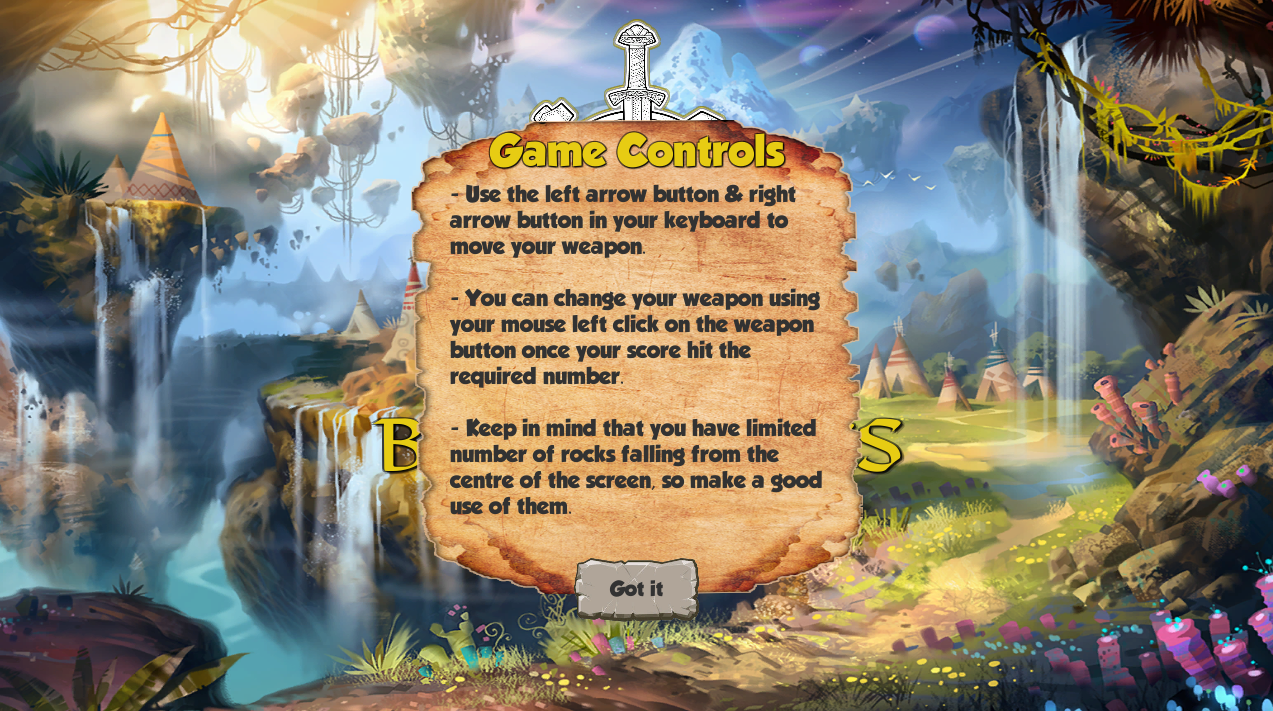 Game Controls
- Use the left arrow button & right
arrow button in your keyboard to
move your weapon.
- You can change your weapon using
your mouse left click on the weapon
button once your score hit the
required number.
- Keep in mind that you have limited
number of rocks falling from the
centre of the screen, so make a good
use of them.
Got it